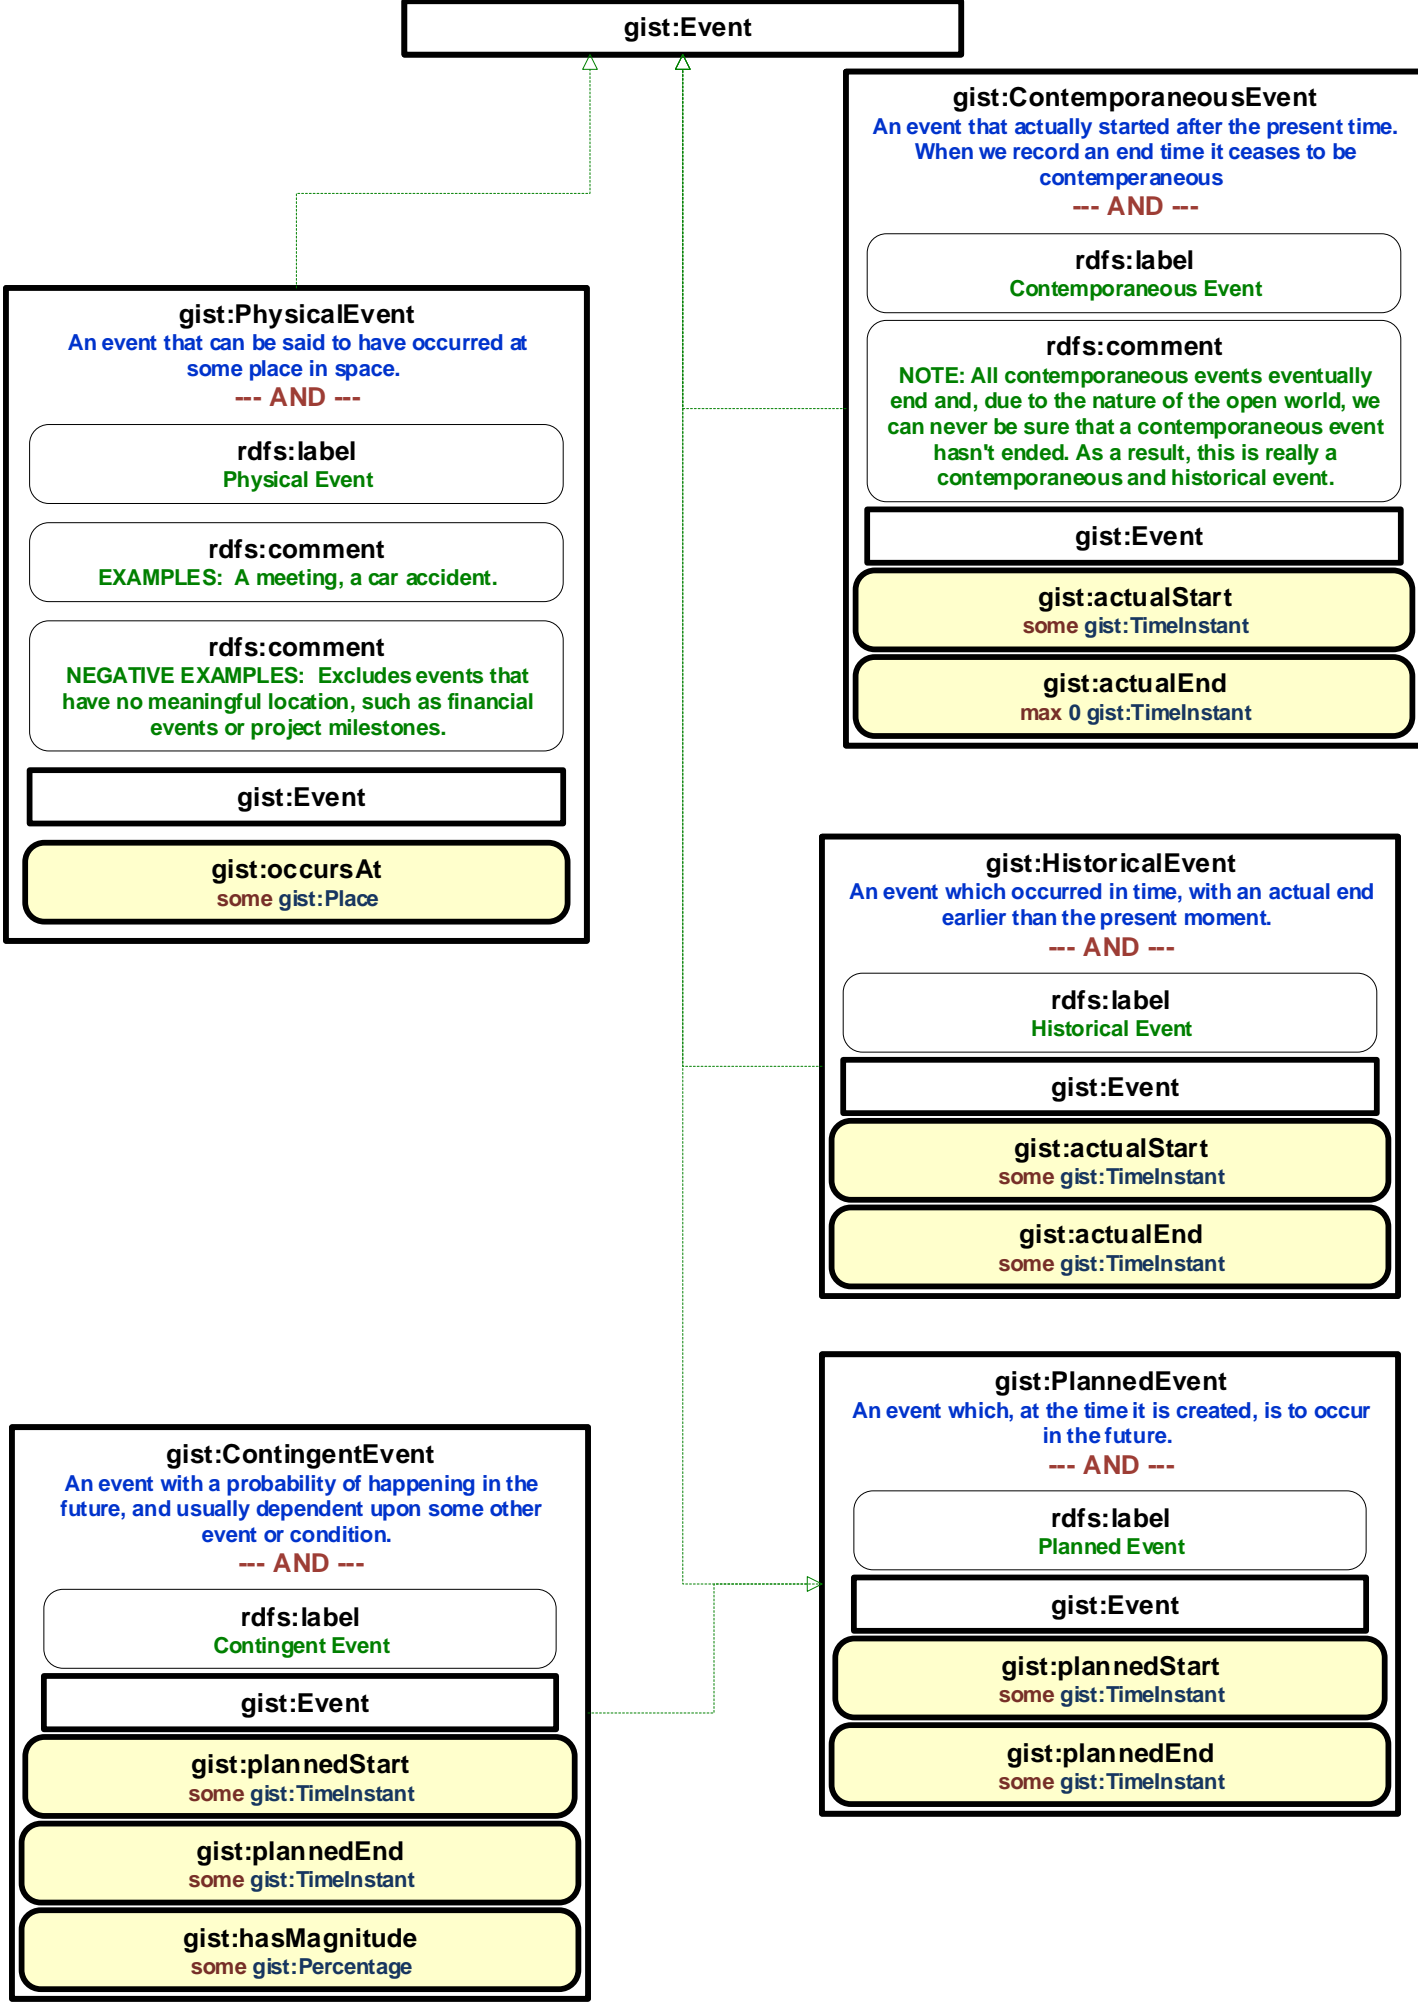 gist:Event
gist:ContemporaneousEvent
An event that actually started after the present time.
When we record an end time it ceases to be
contemperaneous
--- AND ---
rdfs:label
Contemporaneous Event
rdfs:comment
NOTE: All contemporaneous events eventually
end and, due to the nature of the open world, we
can never be sure that a contemporaneous event
hasn't ended. As a result, this is really a
contemporaneous and historical event.
gist:Event
gist:actualStart
some gist:TimeInstant
gist:actualEnd
max 0 gist:TimeInstant
gist:PhysicalEvent
An event that can be said to have occurred at
some place in space.
--- AND ---
rdfs:label
Physical Event
rdfs:comment
EXAMPLES:  A meeting, a car accident.
rdfs:comment
NEGATIVE EXAMPLES:  Excludes events that
have no meaningful location, such as financial
events or project milestones.
gist:Event
gist:occursAt
some gist:Place
gist:HistoricalEvent
An event which occurred in time, with an actual end
earlier than the present moment.
--- AND ---
rdfs:label
Historical Event
gist:Event
gist:actualStart
some gist:TimeInstant
gist:actualEnd
some gist:TimeInstant
gist:PlannedEvent
An event which, at the time it is created, is to occur
in the future.
--- AND ---
rdfs:label
Planned Event
gist:Event
gist:plannedStart
some gist:TimeInstant
gist:plannedEnd
some gist:TimeInstant
gist:ContingentEvent
An event with a probability of happening in the
future, and usually dependent upon some other
event or condition.
--- AND ---
rdfs:label
Contingent Event
gist:Event
gist:plannedStart
some gist:TimeInstant
gist:plannedEnd
some gist:TimeInstant
gist:hasMagnitude
some gist:Percentage